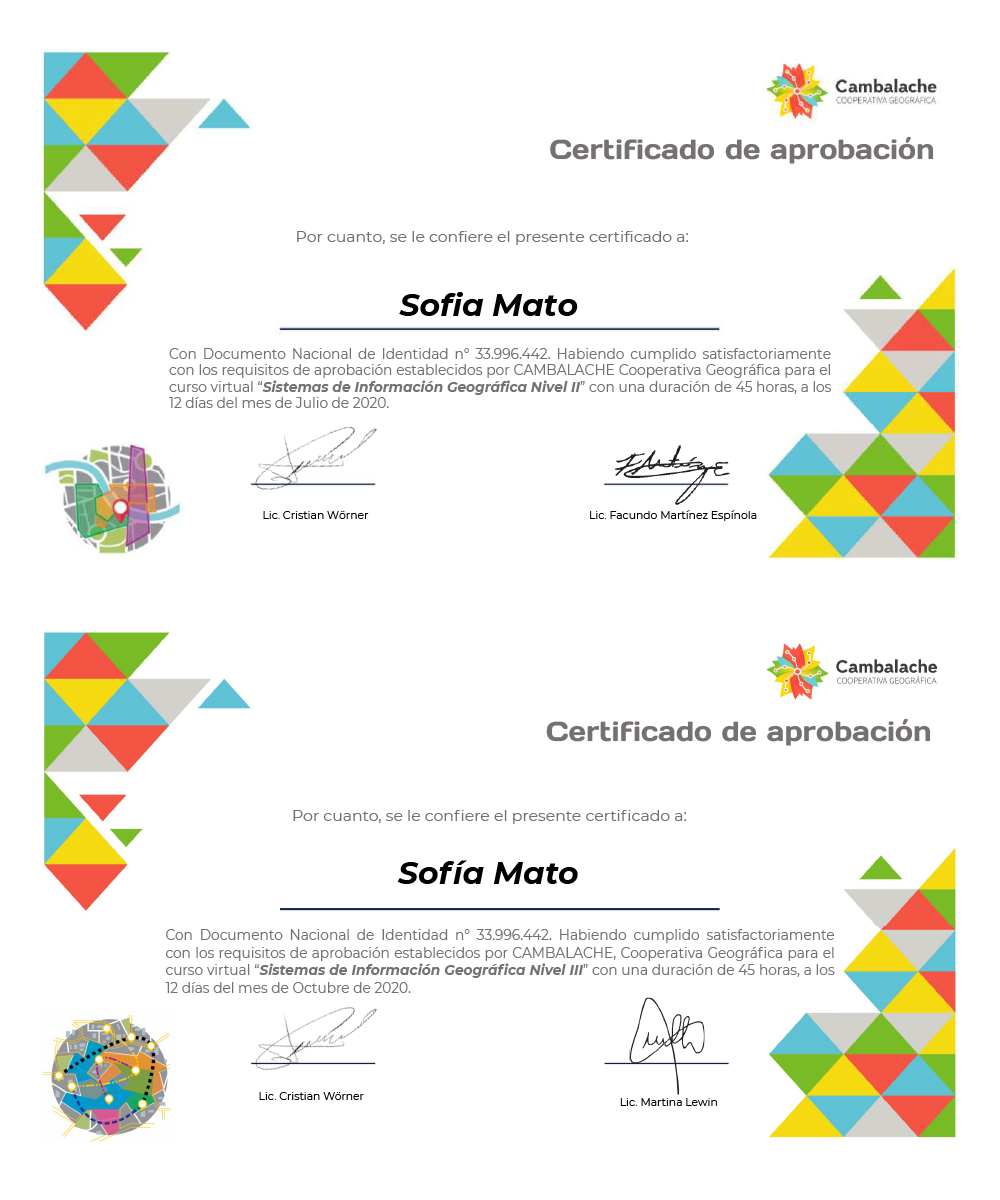 Cambalache
COOPERATIVA GEOGRÁFICA
Certificado de aprobación
Por cuanto, se le confiere el presente certificado a:
Sofia Mato
Con Documento Nacional de Identidad n° 33.996.442. Habiendo cumplido satisfactoriamente
con los requisitos de aprobación establecidos por CAMBALACHE Cooperativa Geográfica para el
curso virtual “Sistemas de Información Geográfica Nivel II” con una duración de 45 horas, a los
12 días del mes de Julio de 2020.
Lic. Cristian Wörner
Lic. Facundo Martínez Espínola
Cambalache
COOPERATIVA GEOGRÁFICA
Certificado de aprobación
Por cuanto, se le confiere el presente certificado a:
Sofía Mato
Con Documento Nacional de Identidad n° 33.996.442. Habiendo cumplido satisfactoriamente
con los requisitos de aprobación establecidos por CAMBALACHE, Cooperativa Geográfica para el
curso virtual “Sistemas de Información Geográfica Nivel III” con una duración de 45 horas, a los
12 días del mes de Octubre de 2020.
Lic. Cristian Wörner
Lic. Martina Lewin